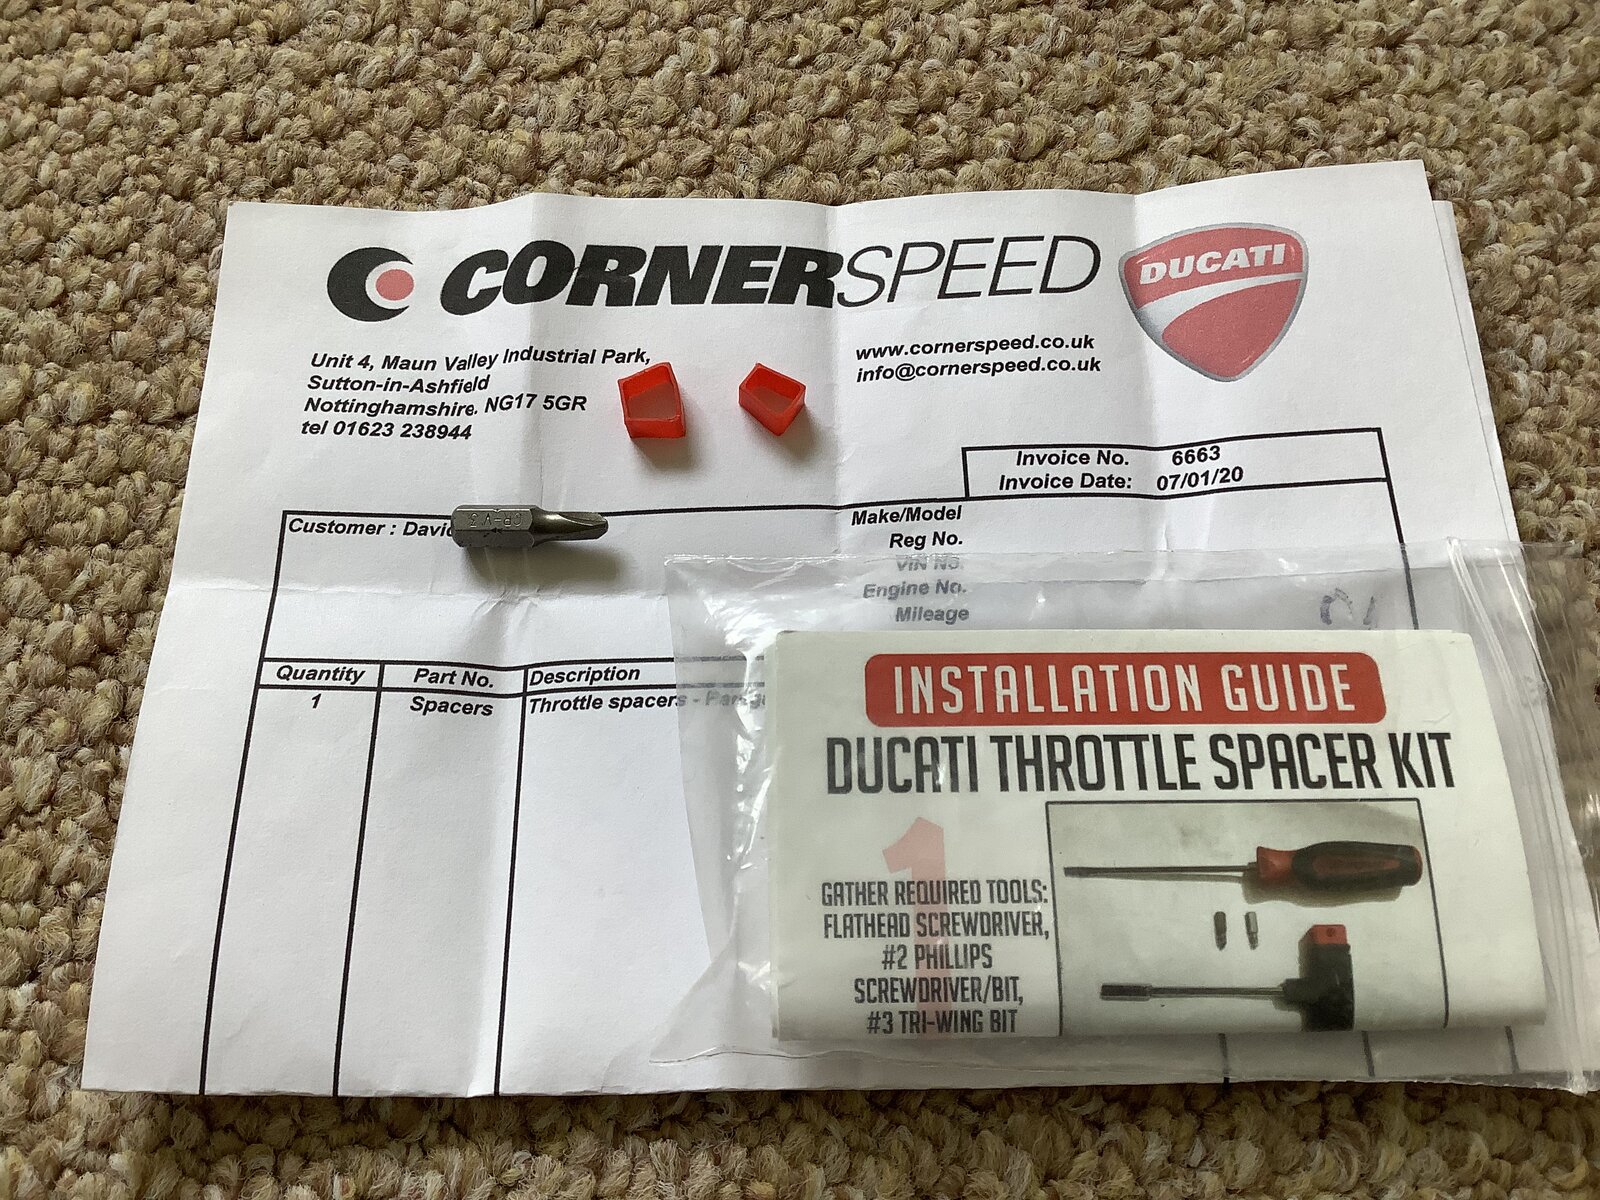 CORNERSPEED
DUCATI
Unit 4, Maun Valley Industrial Park,
Sutton-in-Ashfield
Nottinghamshire. NG17 5GR
tel 01623 238944
www.cornerspeed.co.uk
info@cornerspeed.co.uk
Invoice No. 6663
Invoice Date: 07/01/20
Customer : David
CR-V 3
Make/Model
Reg No.
VIN No.
Engine No.
Mileage
Quantity Part No. Description
1 Spacers Throttle spacers -
INSTALLATION GUIDE
DUCATI THROTTLE SPACER KIT
1
GATHER REQUIRED TOOLS:
FLATHEAD SCREWDRIVER,
#2 PHILLIPS
SCREWDRIVER/BIT,
#3 TRI-WING BIT